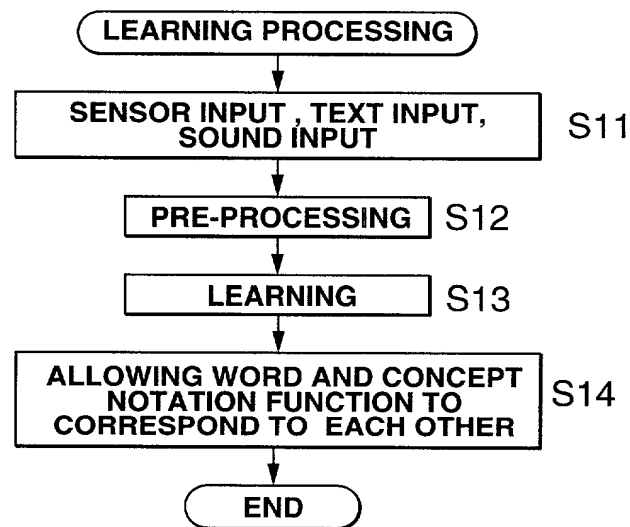 LEARNING PROCESSING
SENSOR INPUT , TEXT INPUT,
SOUND INPUT
S11
PRE-PROCESSING
S12
LEARNING
S13
ALLOWING WORD AND CONCEPT
NOTATION FUNCTION TO
CORRESPOND TO EACH OTHER
S14
END